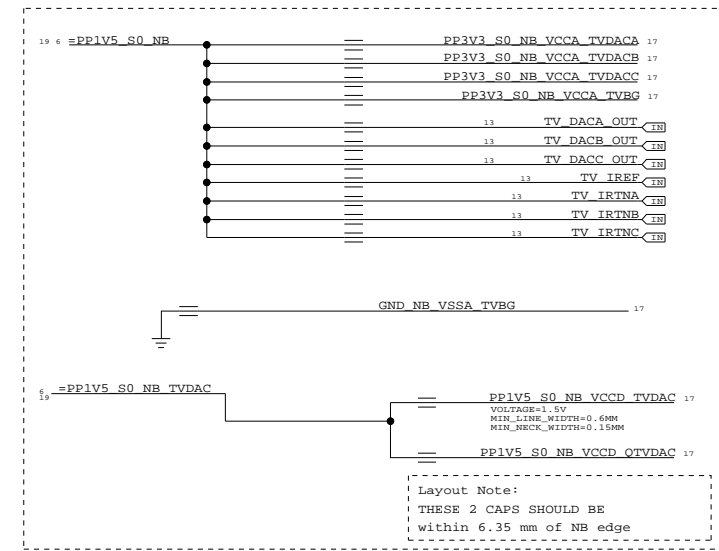 19 6 =PP1V5_S0_NB
PP3V3_S0_NB_VCCA_TVDACA 17
PP3V3_S0_NB_VCCA_TVDACB 17
PP3V3_S0_NB_VCCA_TVDACC 17
PP3V3_S0_NB_VCCA_TVBG 17
13 TV_DACA_OUT IN
13 TV_DACB_OUT IN
13 TV_DACC_OUT IN
13 TV_IREF IN
13 TV_IRTNA IN
13 TV_IRTNB IN
13 TV_IRTNC IN
GND_NB_VSSA_TVBG 17
6 =PP1V5_S0_NB_TVDAC
19
PP1V5_S0_NB_VCCD_TVDAC 17
VOLTAGE=1.5V
MIN_LINE_WIDTH=0.6MM
MIN_NECK_WIDTH=0.15MM
PP1V5_S0_NB_VCCD_QTVDAC 17
Layout Note:
THESE 2 CAPS SHOULD BE
within 6.35 mm of NB edge